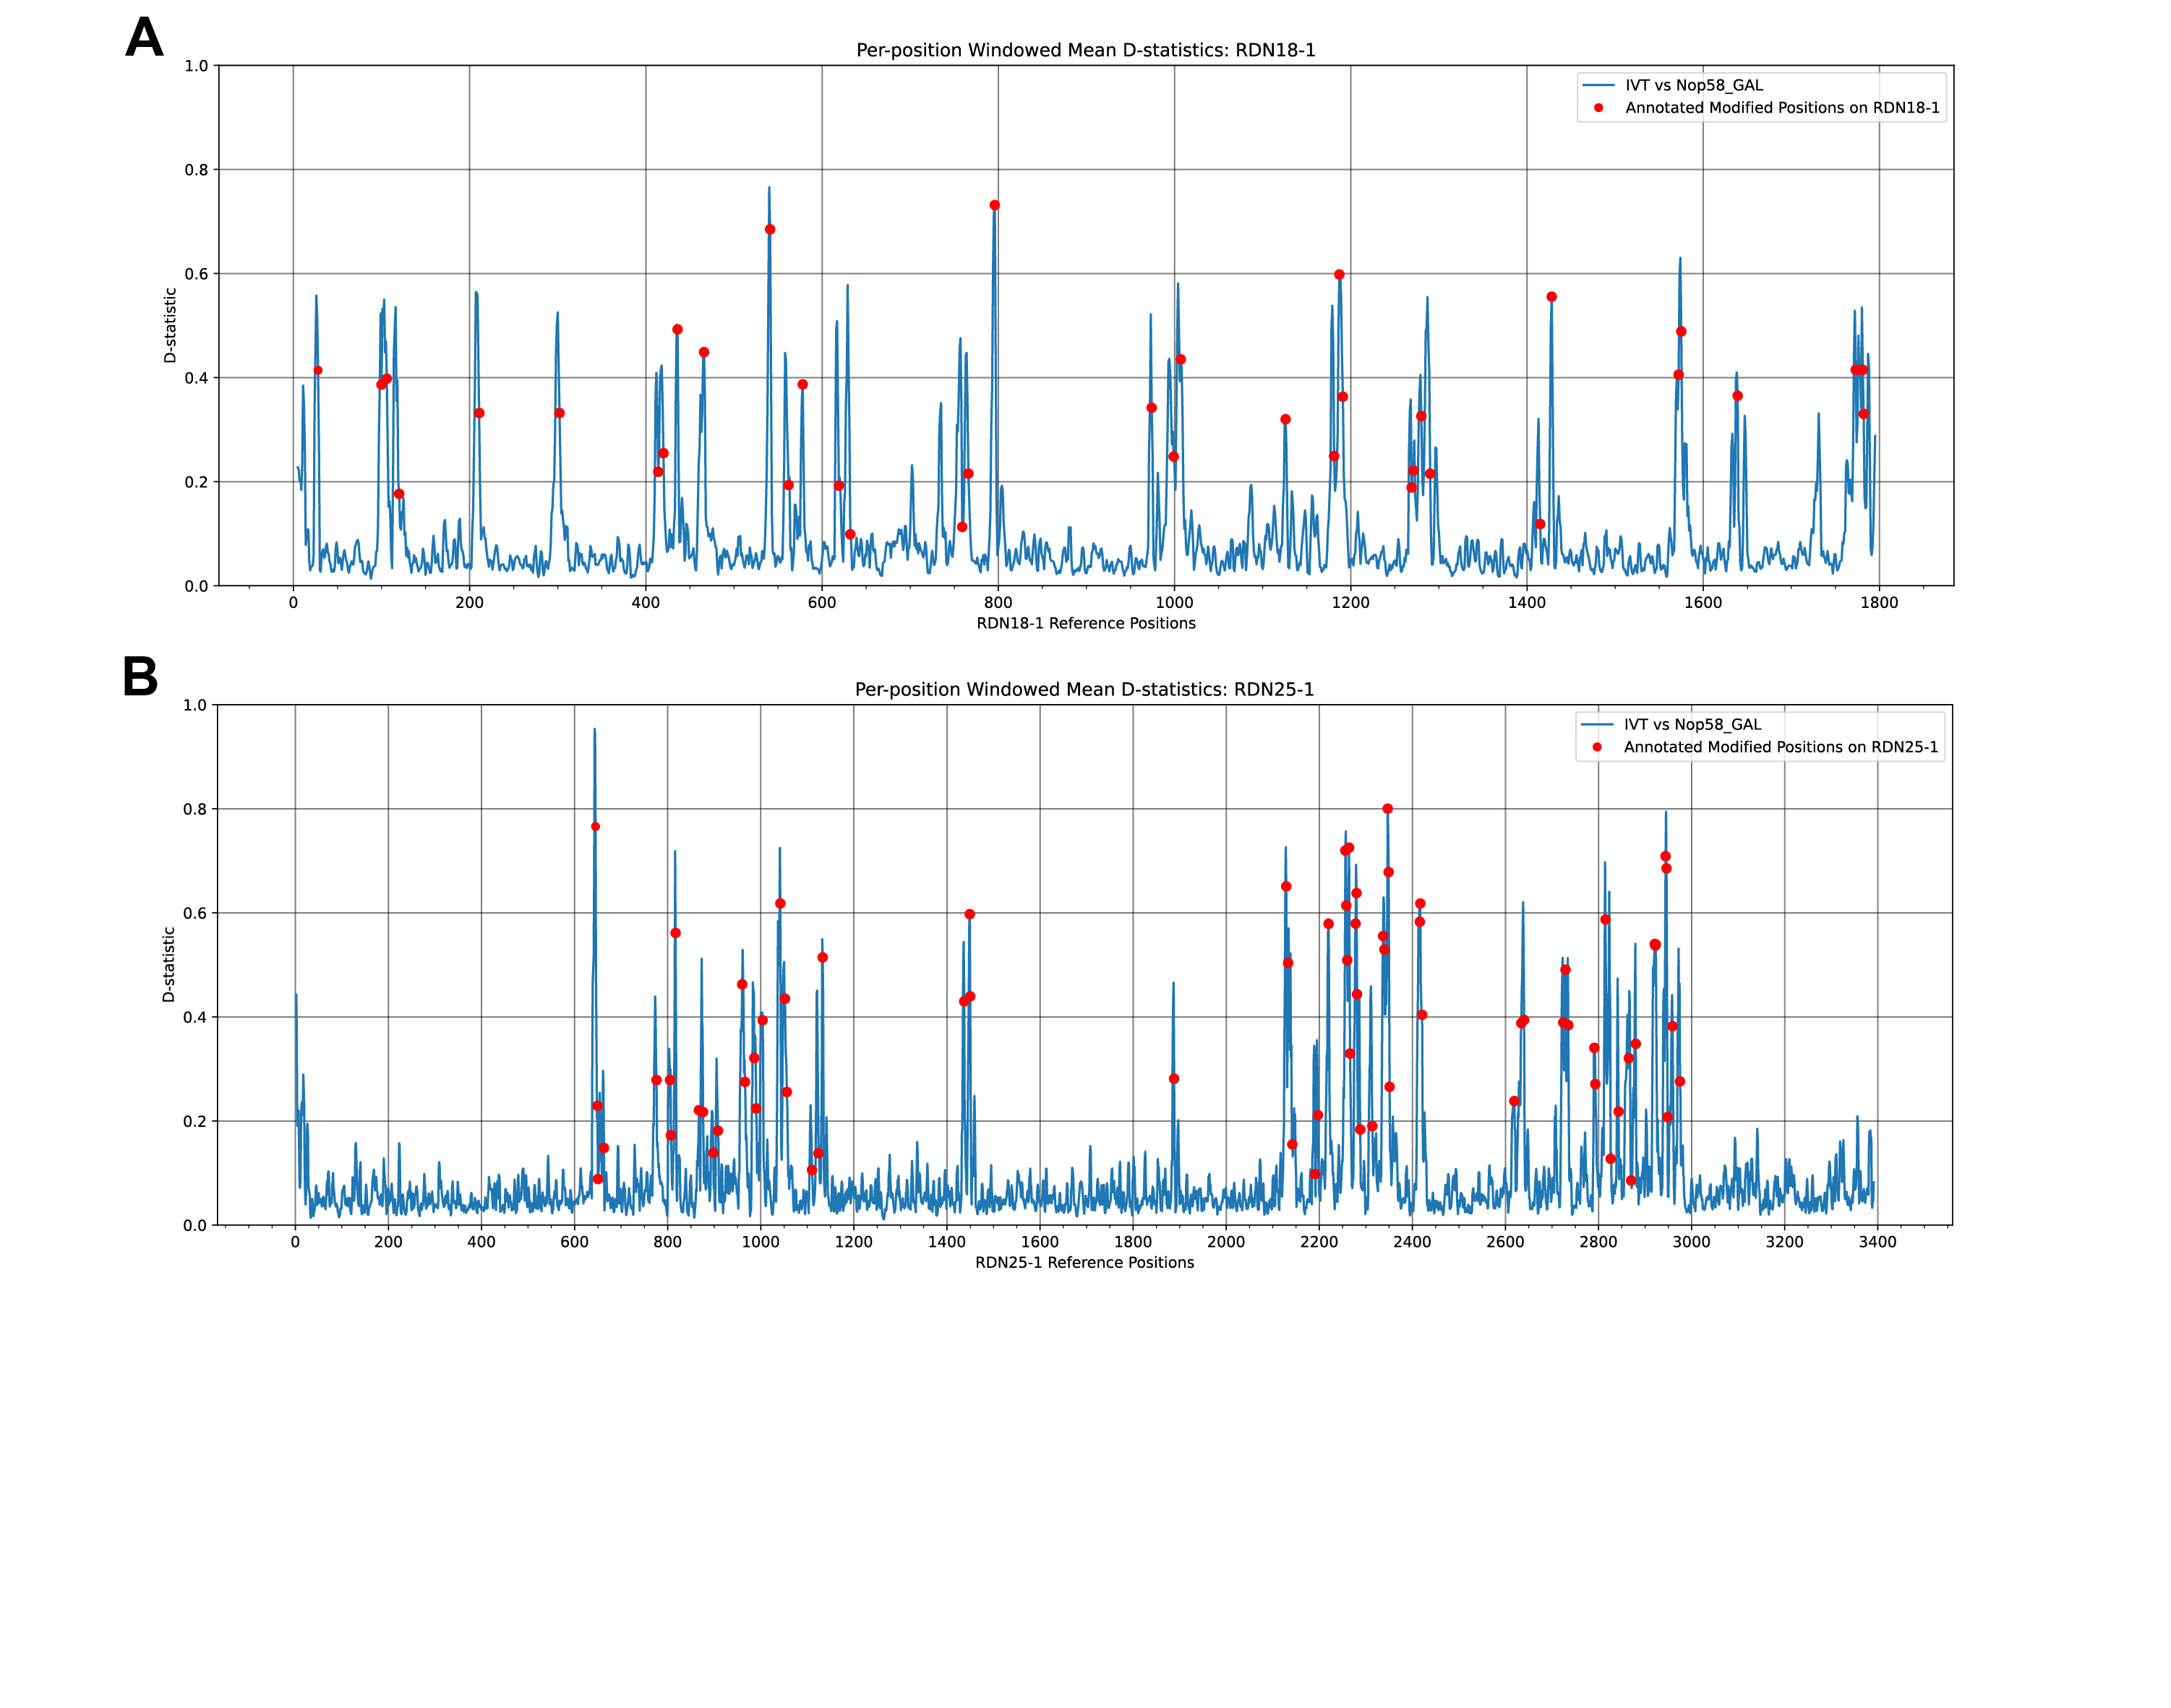 A
Per-position Windowed Mean D-statistics: RDN18-1
1.0
0.8
0.6
0.4
0.2
0.0
D-statistic
IVT vs Nop58_GAL
Annotated Modified Positions on RDN18-1
0 200 400 600 800 1000 1200 1400 1600 1800
RDN18-1 Reference Positions
B
Per-position Windowed Mean D-statistics: RDN25-1
1.0
0.8
0.6
0.4
0.2
0.0
D-statistic
IVT vs Nop58_GAL
Annotated Modified Positions on RDN25-1
0 200 400 600 800 1000 1200 1400 1600 1800 2000 2200 2400 2600 2800 3000 3200 3400
RDN25-1 Reference Positions